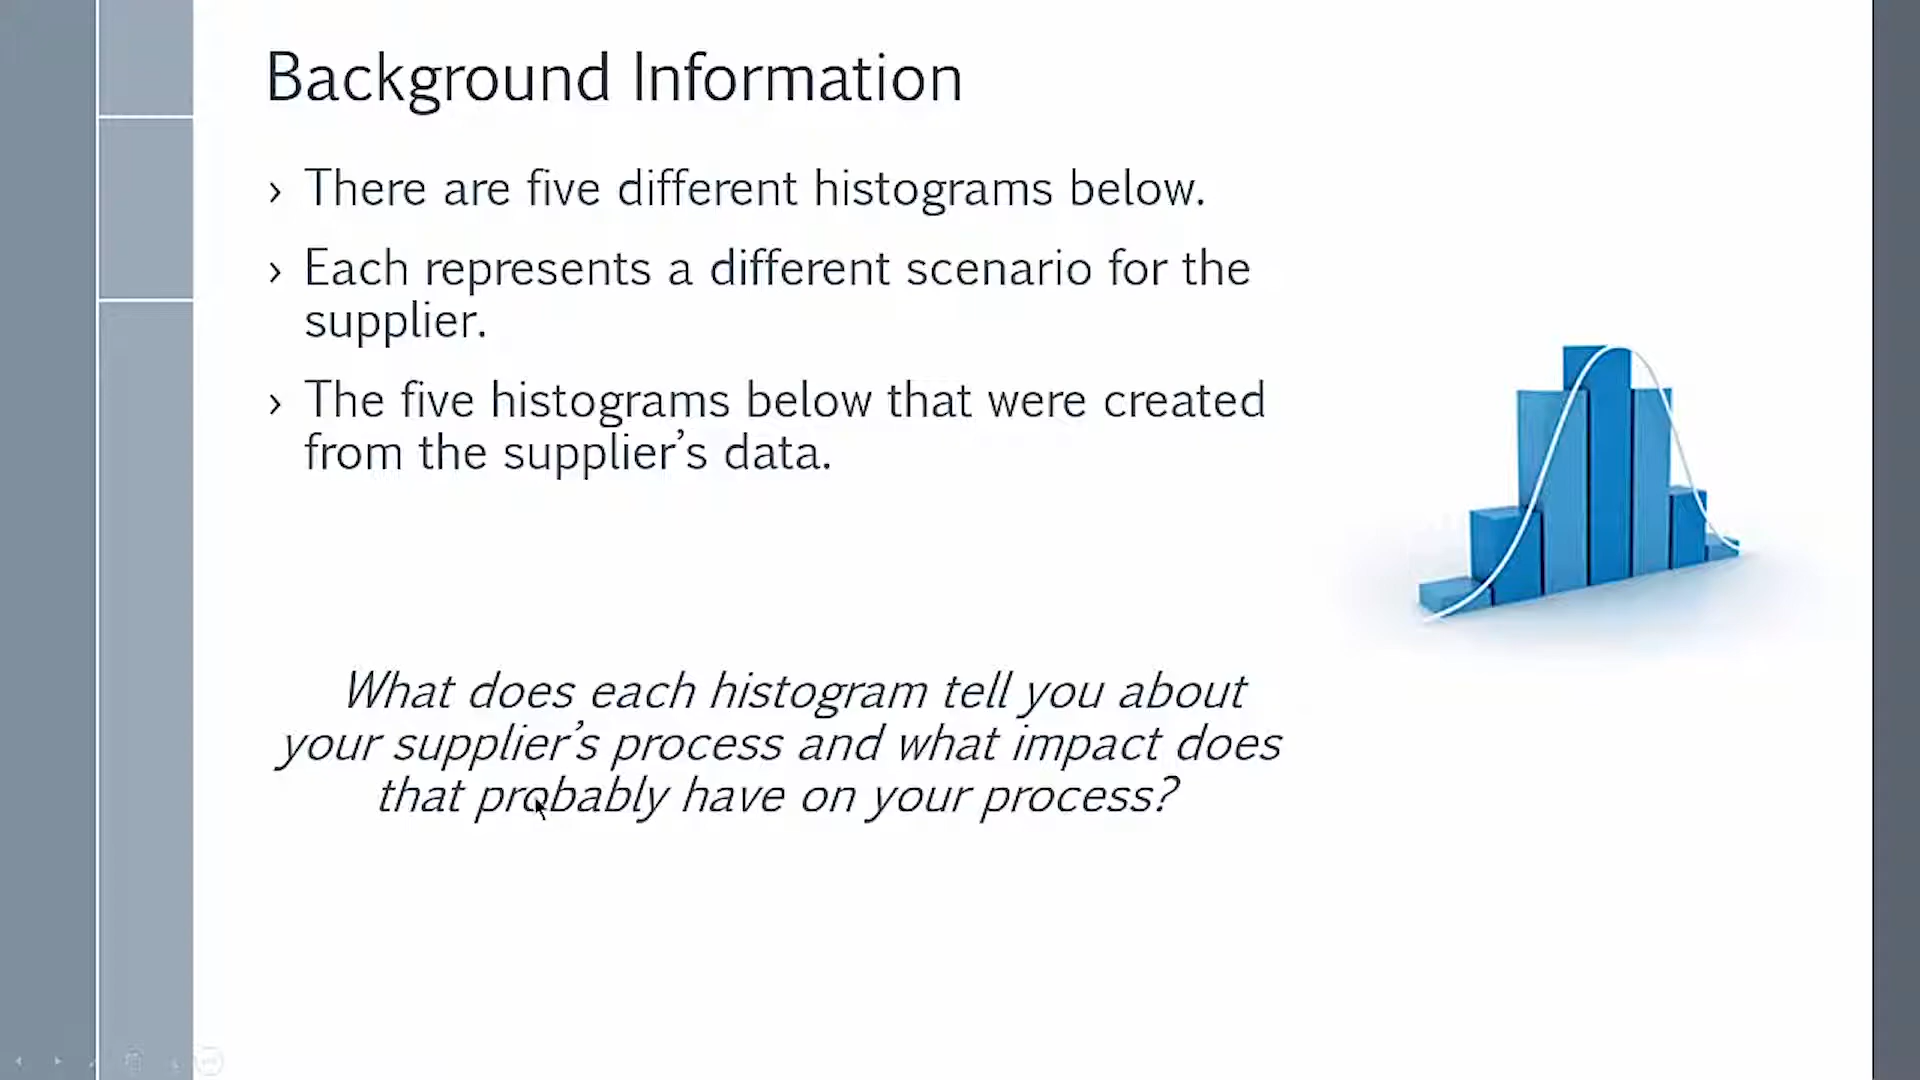 Background Information
› There are five different histograms below.
› Each represents a different scenario for the
supplier.
› The five histograms below that were created
from the supplier’s data.
What does each histogram tell you about
your supplier’s process and what impact does
that probably have on your process?